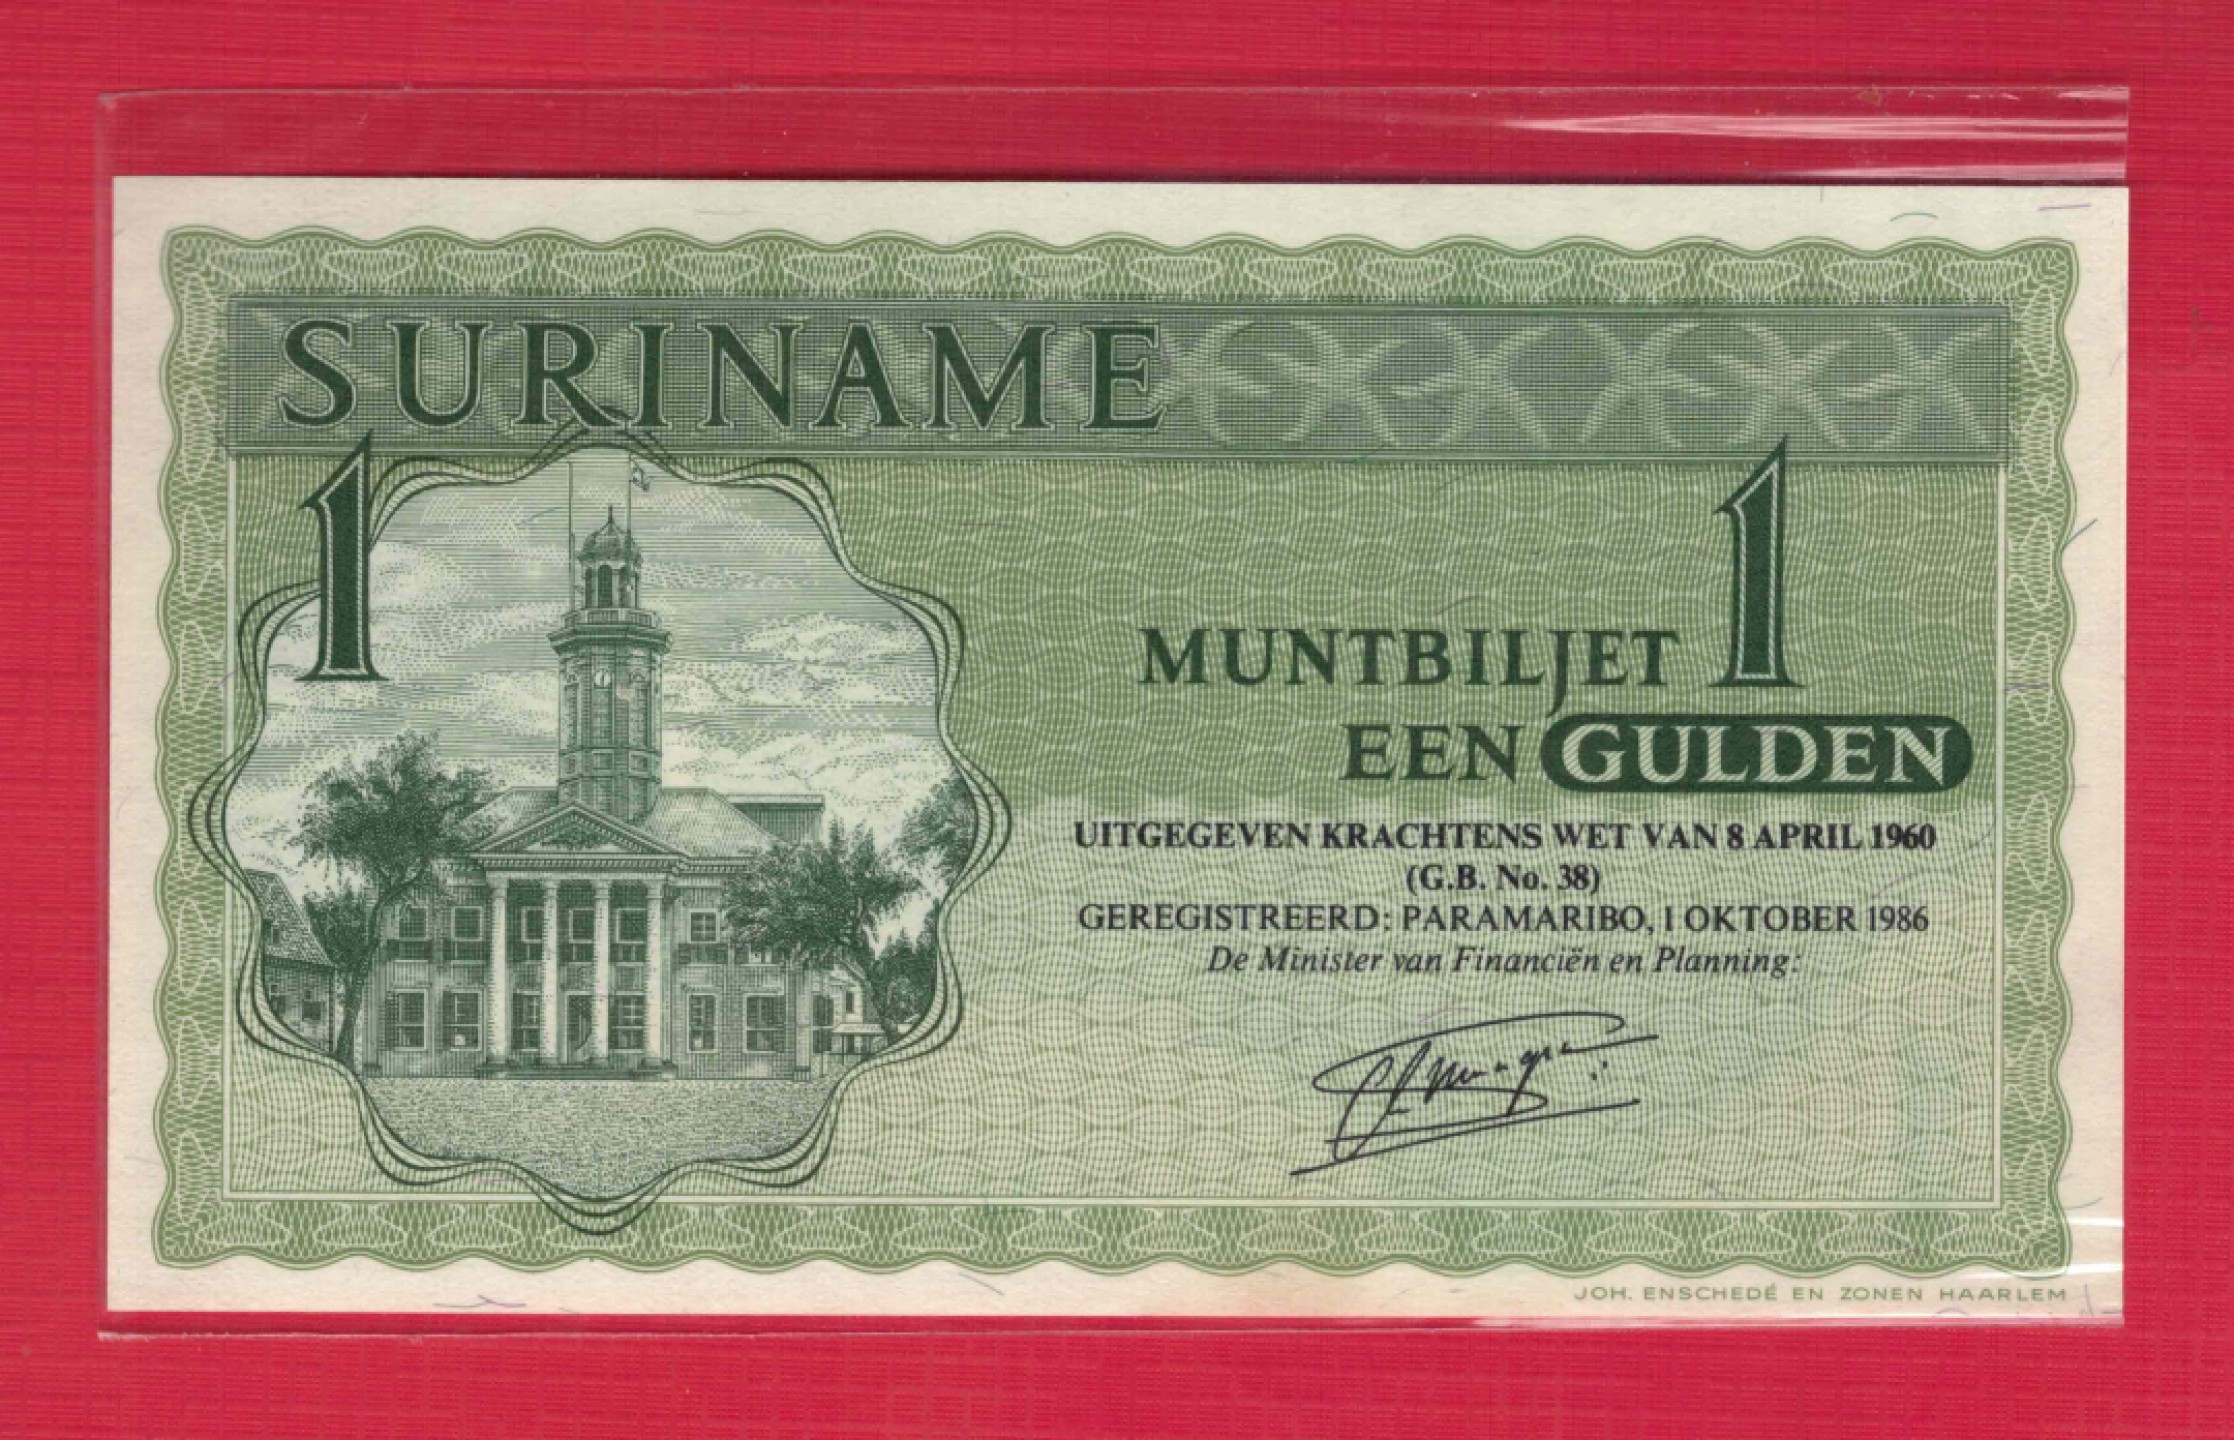 SURINAME
1
1
MUNTBILJET
EEN GULDEN
UITGEGEVEN KRACHTENS WET VAN 8 APRIL 1960
(G.B. No. 38)
GEREGISTREERD: PARAMARIBO, 1 OKTOBER 1986
De Minister van Financiën en Planning:
JOH. ENSCHEDÉ EN ZONEN HAARLEM